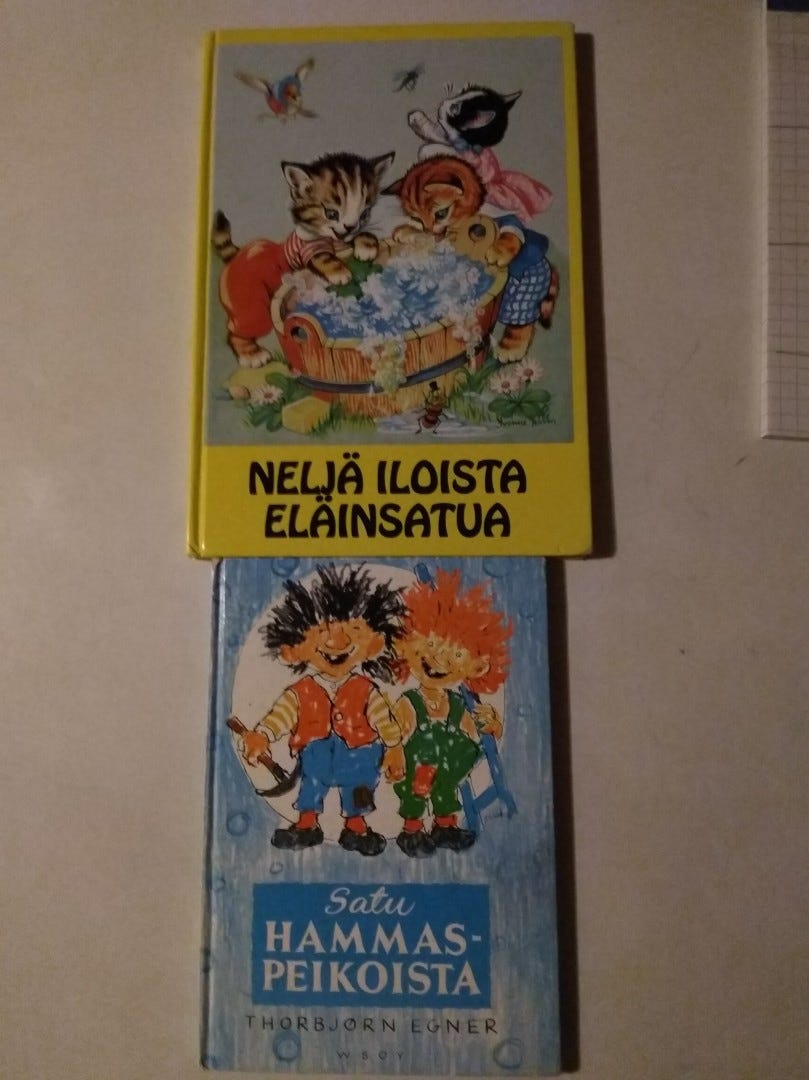 NELJÄ ILOISTA
ELÄINSATUA
Satu
HAMMAS-
PEIKOISTA
THORBJØRN EGNER
WSOY